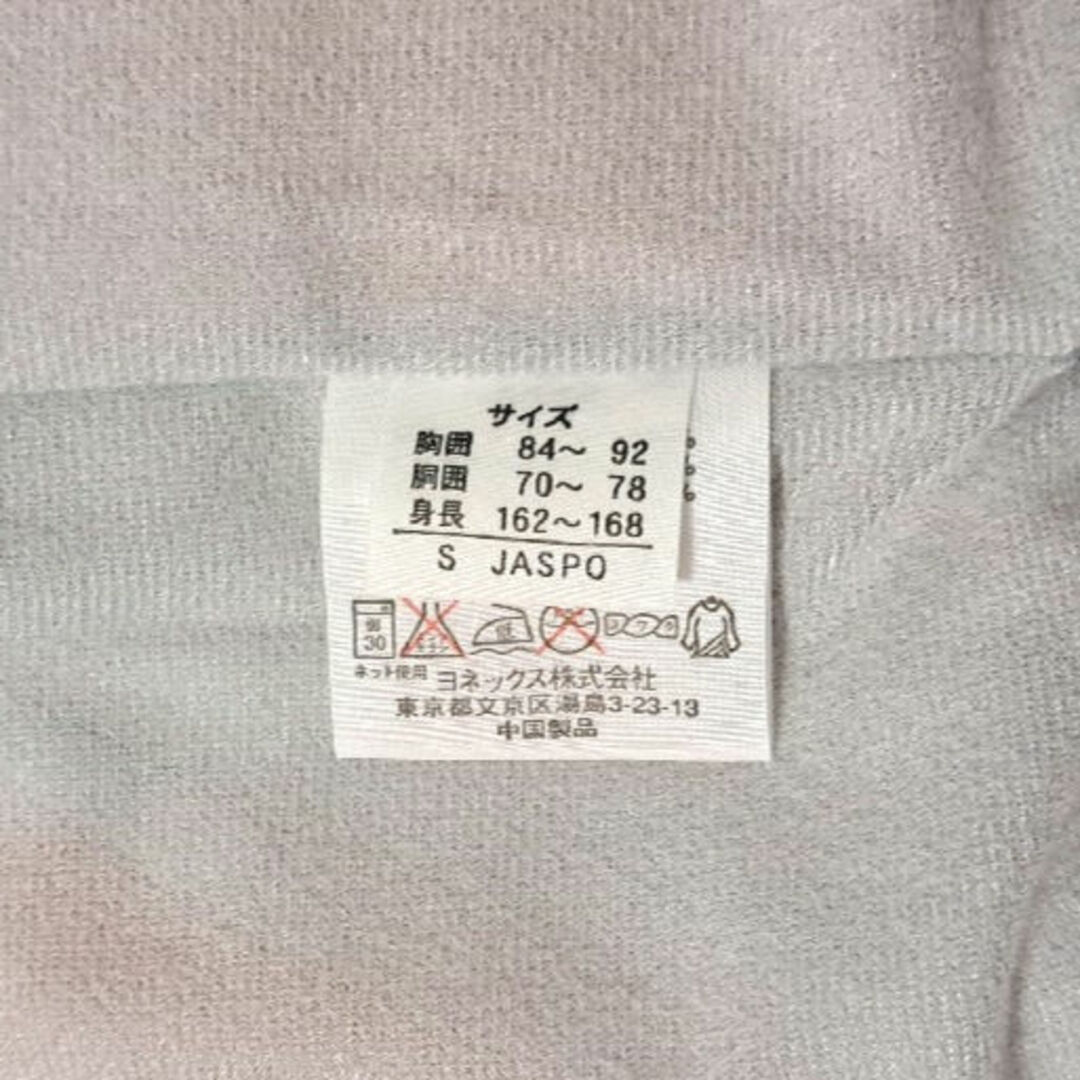 サイズ
胸囲 84～ 92
胴囲 70～ 78
身長 162～168
S JASPO
%
%
%
30
低
ネット使用 ヨネックス株式会社
東京都文京区湯島3-23-13
中国製品